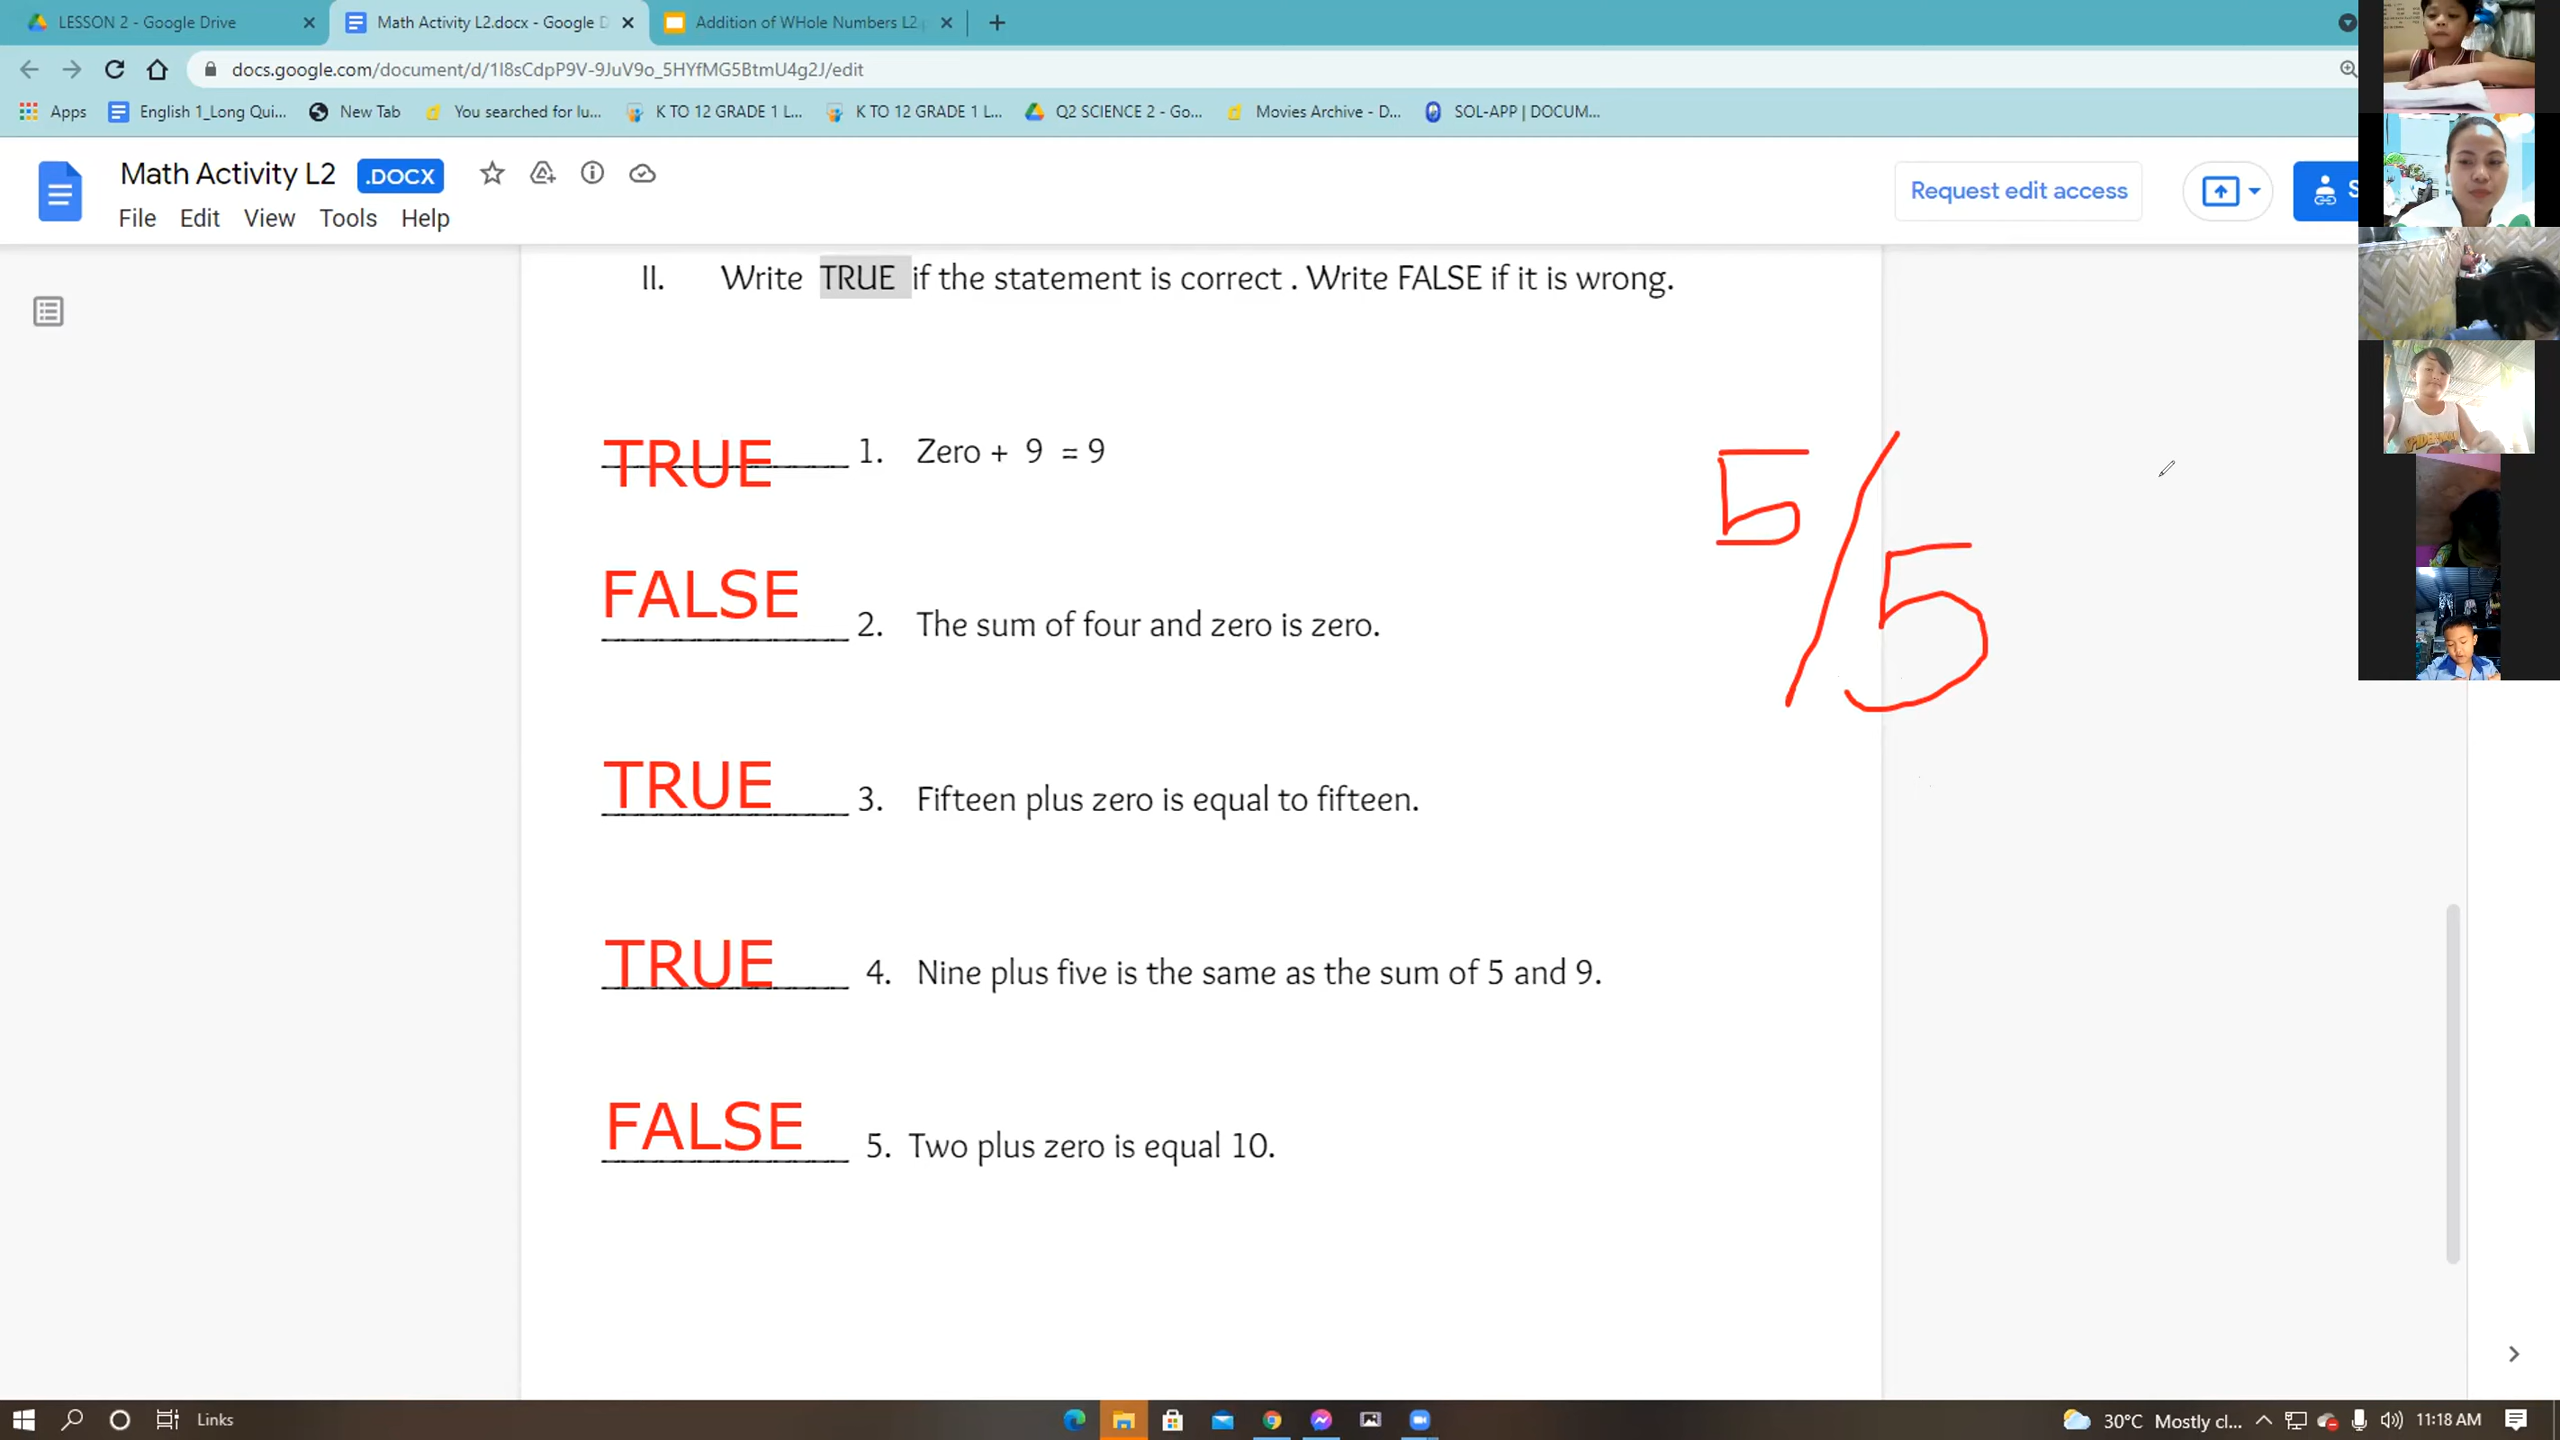 LESSON 2 - Google Drive
Math Activity L2.docx - Google D
Addition of WHole Numbers L2 p
docs.google.com/document/d/1I8sCdpP9V-9JuV9o_5HYfMG5BtmU4g2J/edit
Apps
English 1_Long Qui...
New Tab
You searched for lu...
K TO 12 GRADE 1 L...
K TO 12 GRADE 1 L...
Q2 SCIENCE 2 - Go...
Movies Archive - D...
SOL-APP | DOCUM...
Math Activity L2 .DOCX
Request edit access
S
File Edit View Tools Help
II. Write TRUE if the statement is correct . Write FALSE if it is wrong.
TRUE 1. Zero + 9 = 9
5/5
FALSE 2. The sum of four and zero is zero.
TRUE 3. Fifteen plus zero is equal to fifteen.
TRUE 4. Nine plus five is the same as the sum of 5 and 9.
FALSE 5. Two plus zero is equal 10.
Links
30°C Mostly cl...
11:18 AM